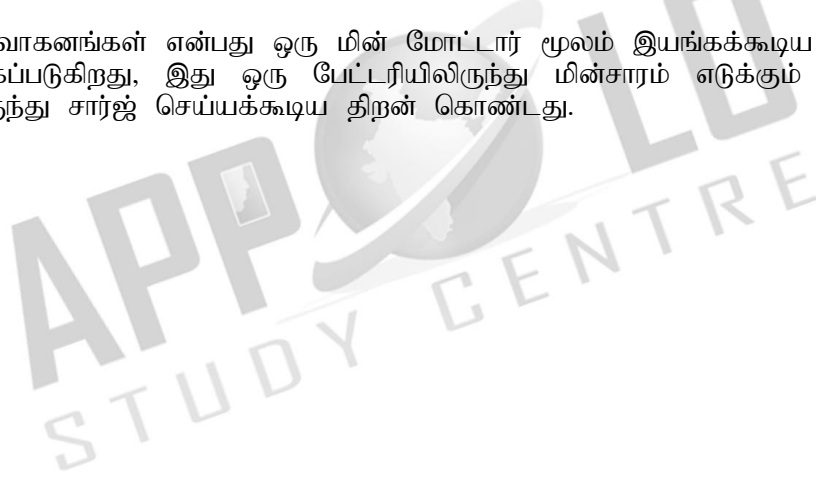 வாகனங்கள் என்பது ஒரு மின் மோட்டார் மூலம் இயங்கக்கூடிய
கப்படுகிறது, இது ஒரு பேட்டரியிலிருந்து மின்சாரம் எடுக்கும்
ந்து சார்ஜ் செய்யக்கூடிய திறன் கொண்டது.
APPOLO
STUDY CENTRE